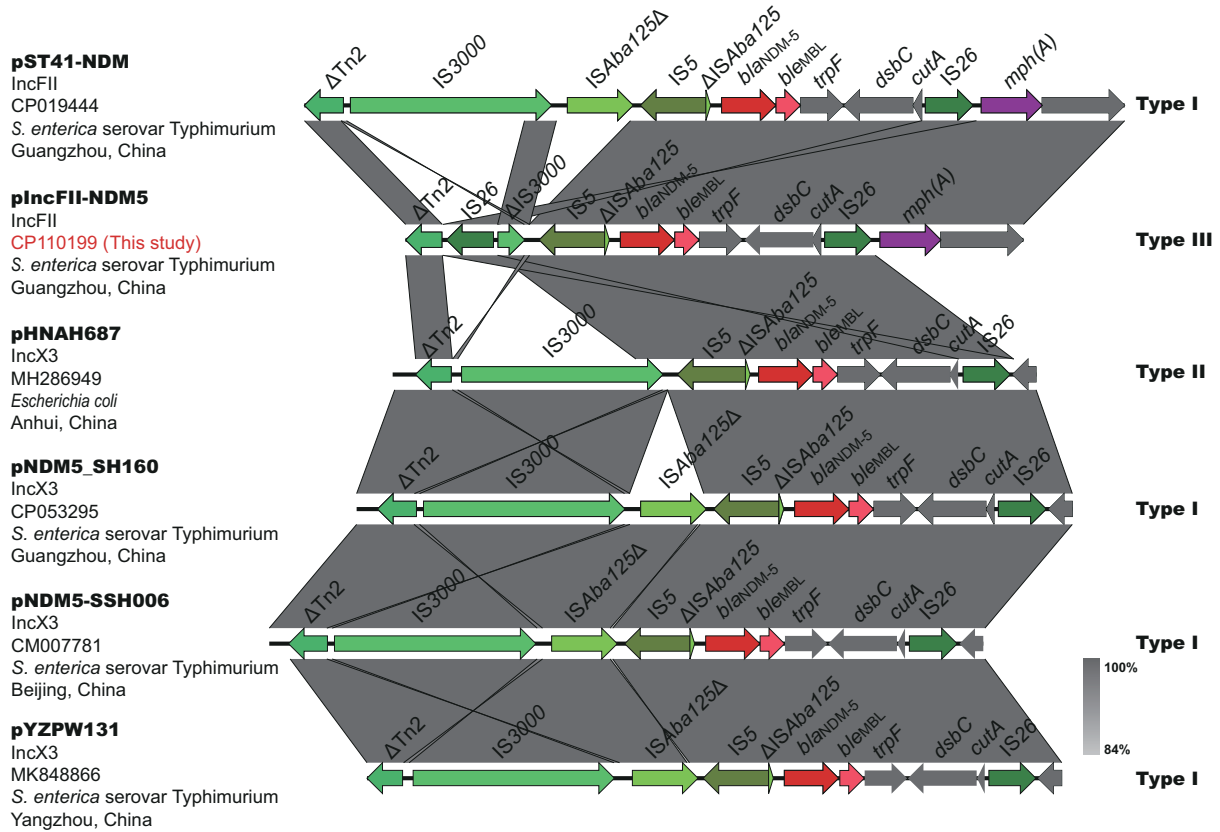 pST41-NDM
IncFII
CP019444
S. enterica serovar Typhimurium
Guangzhou, China
ΔTn2 IS3000 ISAba125Δ IS5 ΔISAba125 blaNDM-5 bleMBL trpF dsbC cutA IS26 mph(A)
Type I
pIncFII-NDM5
IncFII
CP110199 (This study)
S. enterica serovar Typhimurium
Guangzhou, China
ΔTn2 IS26 ΔIS3000 IS5 ΔISAba125 blaNDM-5 bleMBL trpF dsbC cutA IS26 mph(A)
Type III
pHNAH687
IncX3
MH286949
Escherichia coli
Anhui, China
ΔTn2 IS3000 IS5 ΔISAba125 blaNDM-5 bleMBL trpF dsbC cutA IS26
Type II
pNDM5_SH160
IncX3
CP053295
S. enterica serovar Typhimurium
Guangzhou, China
ΔTn2 IS3000 ISAba125Δ IS5 ΔISAba125 blaNDM-5 bleMBL trpF dsbC cutA IS26
Type I
pNDM5-SSH006
IncX3
CM007781
S. enterica serovar Typhimurium
Beijing, China
ΔTn2 IS3000 ISAba125Δ IS5 ΔISAba125 blaNDM-5 bleMBL trpF dsbC cutA IS26
Type I
pYZPW131
IncX3
MK848866
S. enterica serovar Typhimurium
Yangzhou, China
ΔTn2 IS3000 ISAba125Δ IS5 ΔISAba125 blaNDM-5 bleMBL trpF dsbC cutA IS26
Type I
100%
84%